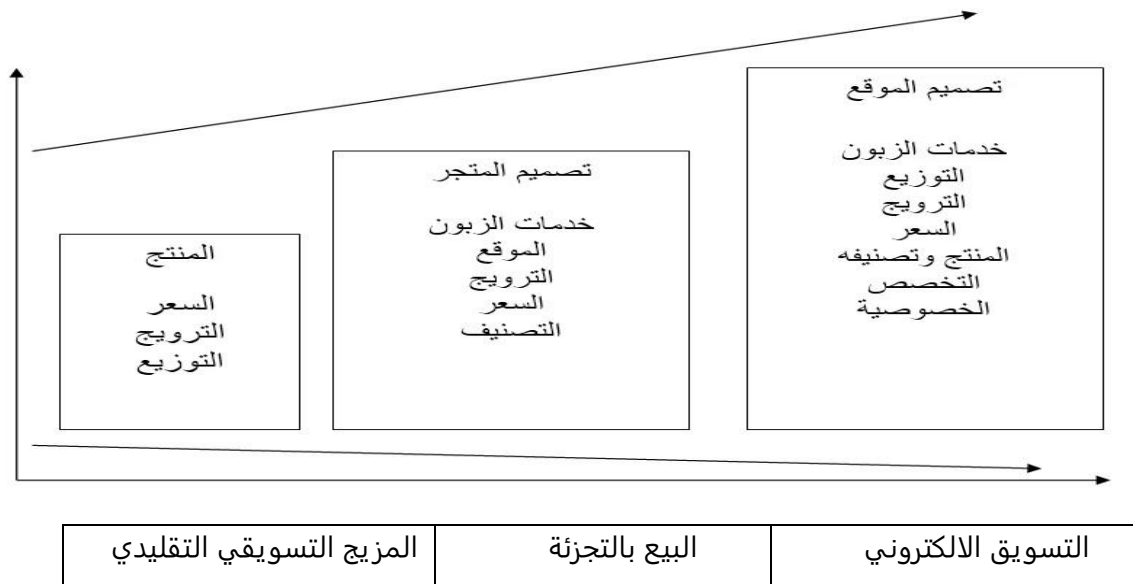 المنتج
السعر
الترويج
التوزيع
تصميم المتجر
خدمات الزبون
الموقع
الترويج
السعر
التصنيف
تصميم الموقع
خدمات الزبون
التوزيع
الترويج
السعر
المنتج وتصنيفه
التخصص
الخصوصية
المزيج التسويقي التقليدي
البيع بالتجزئة
التسويق الالكتروني